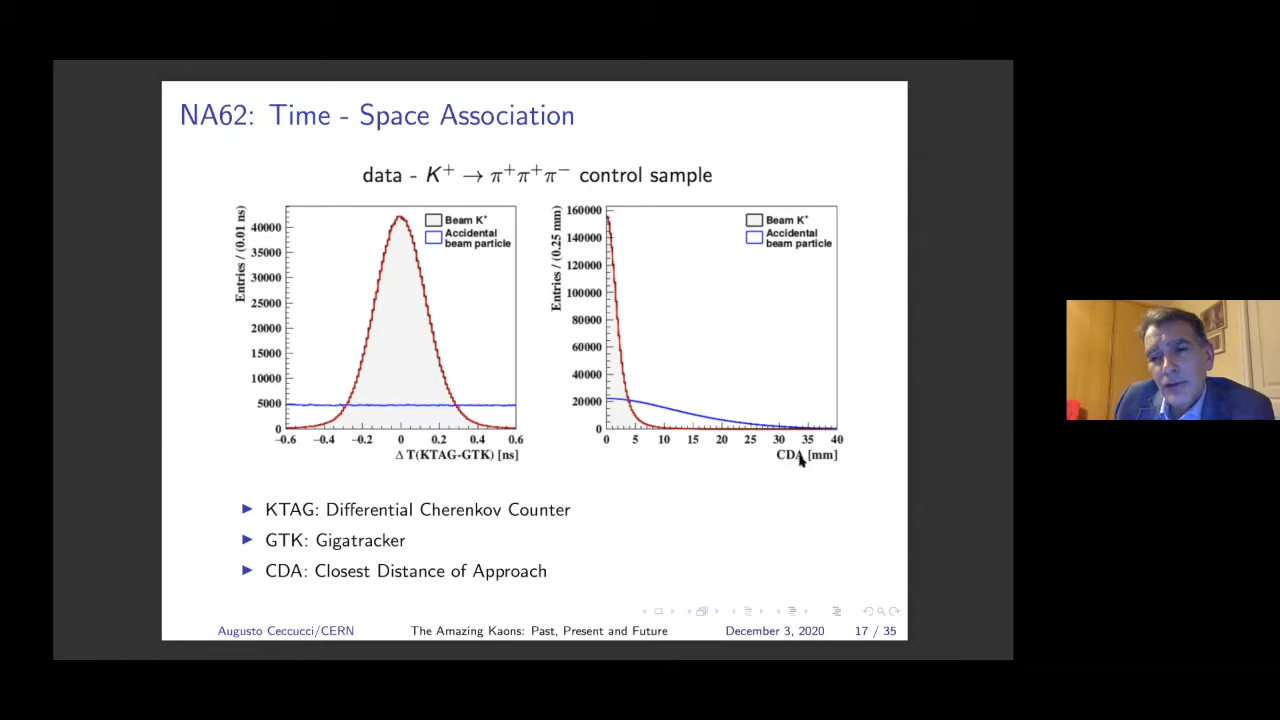 NA62: Time - Space Association
data - K⁺ → π⁺π⁺π⁻ control sample
Entries / (0.01 ns)
40000
35000
30000
25000
20000
15000
10000
5000
0
Beam K⁺
Accidental
beam particle
−0.6 −0.4 −0.2 0 0.2 0.4 0.6
Δ T(KTAG-GTK) [ns]
Entries / (0.25 mm)
160000
140000
120000
100000
80000
60000
40000
20000
0
Beam K⁺
Accidental
beam particle
0 5 10 15 20 25 30 35 40
CDA [mm]
▶ KTAG: Differential Cherenkov Counter
▶ GTK: Gigatracker
▶ CDA: Closest Distance of Approach
Augusto Ceccucci/CERN The Amazing Kaons: Past, Present and Future December 3, 2020 17 / 35